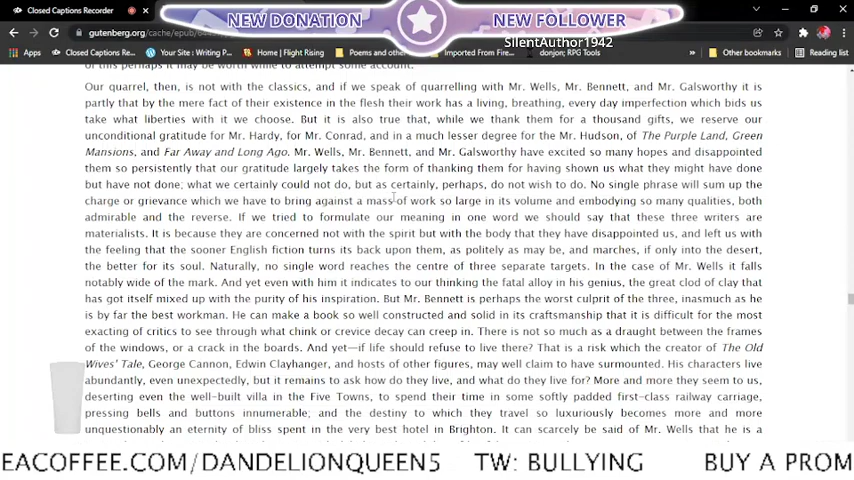 Closed Captions Recorder
NEW DONATION
NEW FOLLOWER
SilentAuthor1942
gutenberg.org/cache/epub/64
Apps
Closed Captions Rec...
Your Site : Writing P...
Home | Flight Rising
Poems and other
Imported From Fire...
donjon; RPG Tools
Other bookmarks
Reading list
of this perhaps it may be worth while to attempt some account.
Our quarrel, then, is not with the classics, and if we speak of quarrelling with Mr. Wells, Mr. Bennett, and Mr. Galsworthy it is
partly that by the mere fact of their existence in the flesh their work has a living, breathing, every day imperfection which bids us
take what liberties with it we choose. But it is also true that, while we thank them for a thousand gifts, we reserve our
unconditional gratitude for Mr. Hardy, for Mr. Conrad, and in a much lesser degree for the Mr. Hudson, of The Purple Land, Green
Mansions, and Far Away and Long Ago. Mr. Wells, Mr. Bennett, and Mr. Galsworthy have excited so many hopes and disappointed
them so persistently that our gratitude largely takes the form of thanking them for having shown us what they might have done
but have not done; what we certainly could not do, but as certainly, perhaps, do not wish to do. No single phrase will sum up the
charge or grievance which we have to bring against a mass of work so large in its volume and embodying so many qualities, both
admirable and the reverse. If we tried to formulate our meaning in one word we should say that these three writers are
materialists. It is because they are concerned not with the spirit but with the body that they have disappointed us, and left us with
the feeling that the sooner English fiction turns its back upon them, as politely as may be, and marches, if only into the desert,
the better for its soul. Naturally, no single word reaches the centre of three separate targets. In the case of Mr. Wells it falls
notably wide of the mark. And yet even with him it indicates to our thinking the fatal alloy in his genius, the great clod of clay that
has got itself mixed up with the purity of his inspiration. But Mr. Bennett is perhaps the worst culprit of the three, inasmuch as he
is by far the best workman. He can make a book so well constructed and solid in its craftsmanship that it is difficult for the most
exacting of critics to see through what chink or crevice decay can creep in. There is not so much as a draught between the frames
of the windows, or a crack in the boards. And yet—if life should refuse to live there? That is a risk which the creator of The Old
Wives' Tale, George Cannon, Edwin Clayhanger, and hosts of other figures, may well claim to have surmounted. His characters live
abundantly, even unexpectedly, but it remains to ask how do they live, and what do they live for? More and more they seem to us,
deserting even the well-built villa in the Five Towns, to spend their time in some softly padded first-class railway carriage,
pressing bells and buttons innumerable; and the destiny to which they travel so luxuriously becomes more and more
unquestionably an eternity of bliss spent in the very best hotel in Brighton. It can scarcely be said of Mr. Wells that he is a
EACOFFEE.COM/DANDELIONQUEEN5 TW: BULLYING BUY A PROM